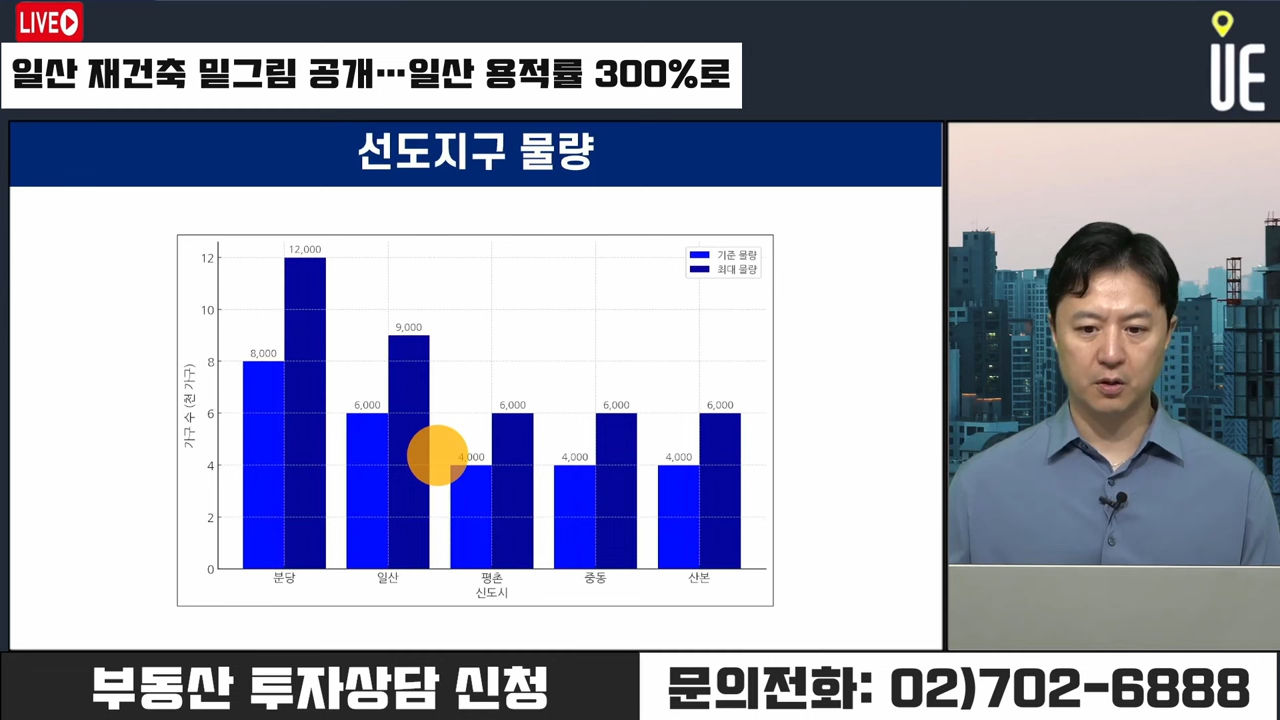 LIVE
일산 재건축 밑그림 공개…일산 용적률 300%로
UE
선도지구 물량
12,000
기준 물량
최대 물량
9,000
8,000
6,000
6,000
6,000
6,000
4,000
4,000
4,000
12
10
8
6
4
2
0
가구 수 (천 가구)
분당
일산
평촌
중동
산본
신도시
부동산 투자상담 신청
문의전화: 02)702-6888